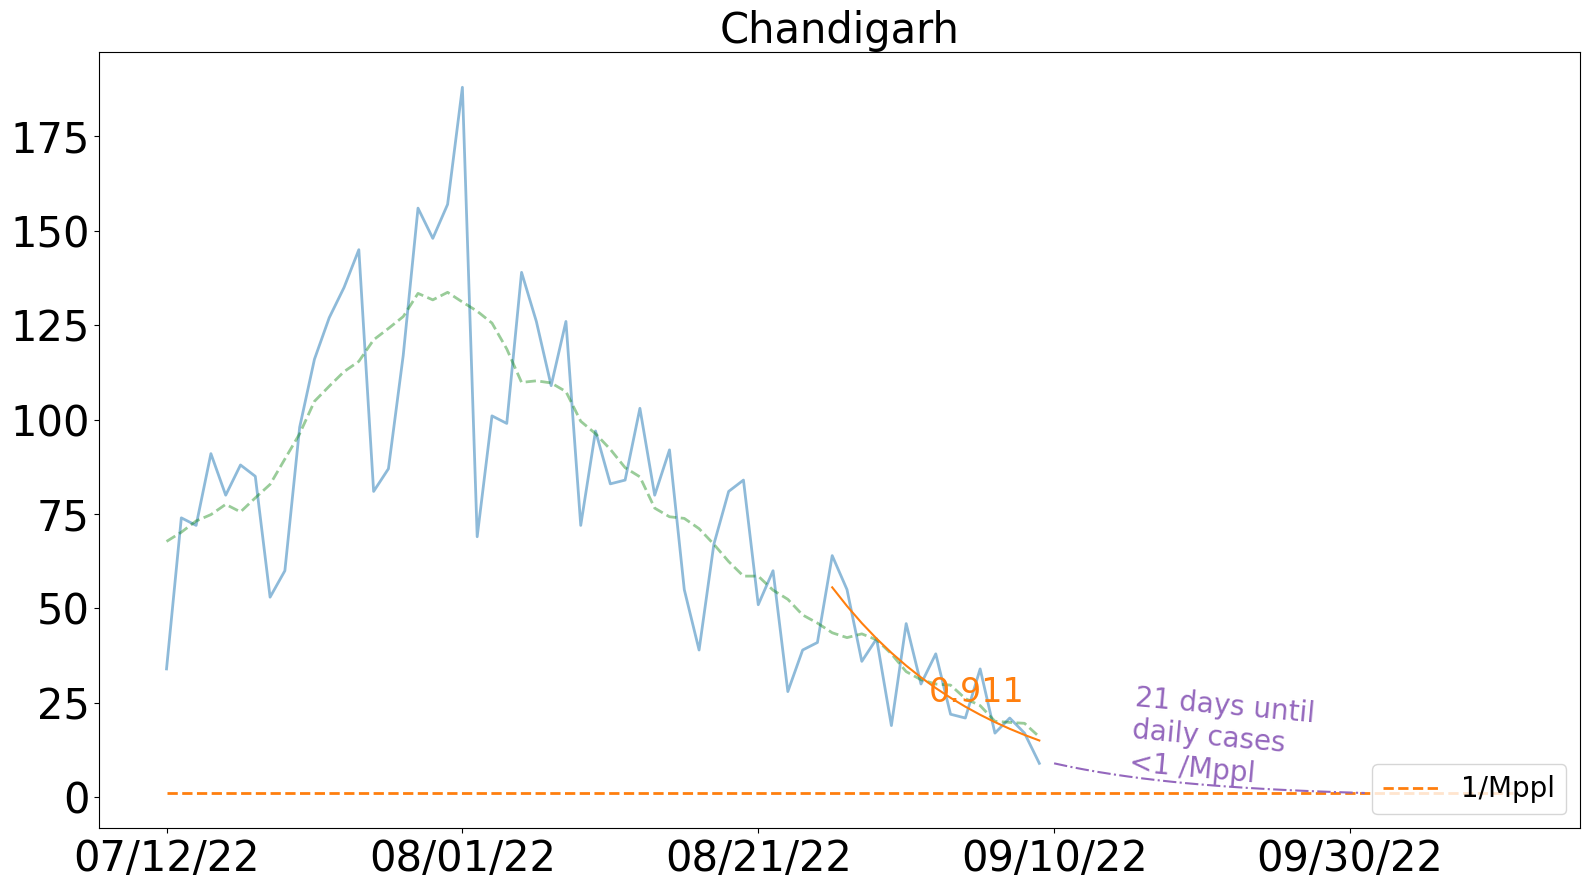 Chandigarh
175
150
125
100
75
50
25
0
0.911
21 days until
daily cases
<1 /Mppl
1/Mppl
07/12/22
08/01/22
08/21/22
09/10/22
09/30/22